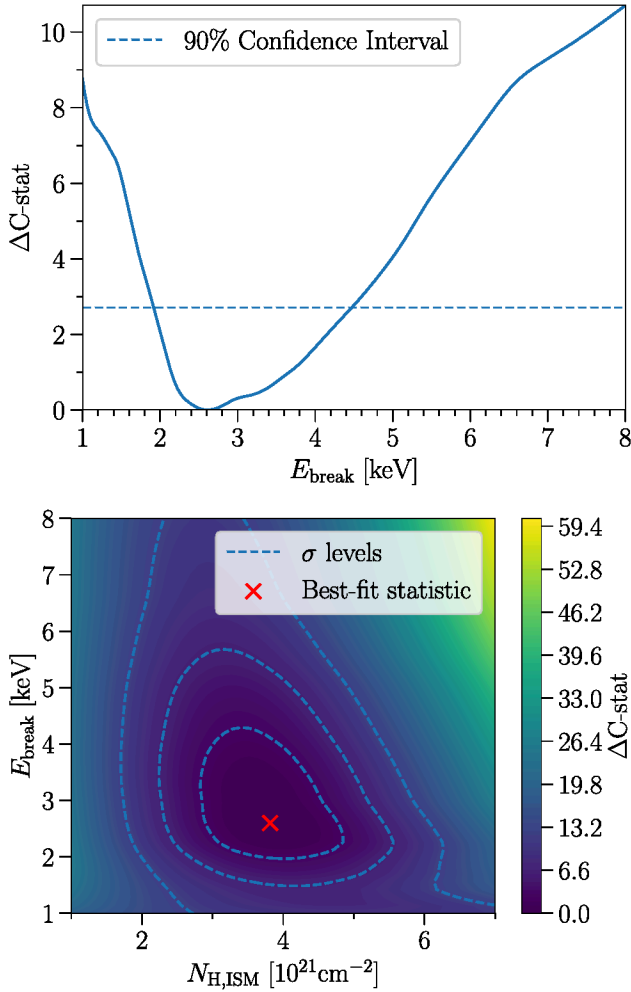 10
8
6
4
2
0
ΔC-stat
90% Confidence Interval
1 2 3 4 5 6 7 8
E_break [keV]
8
7
6
5
4
3
2
1
E_break [keV]
σ levels
Best-fit statistic
2 4 6
N_H,ISM [10²¹cm⁻²]
59.4
52.8
46.2
39.6
33.0
26.4
19.8
13.2
6.6
0.0
ΔC-stat